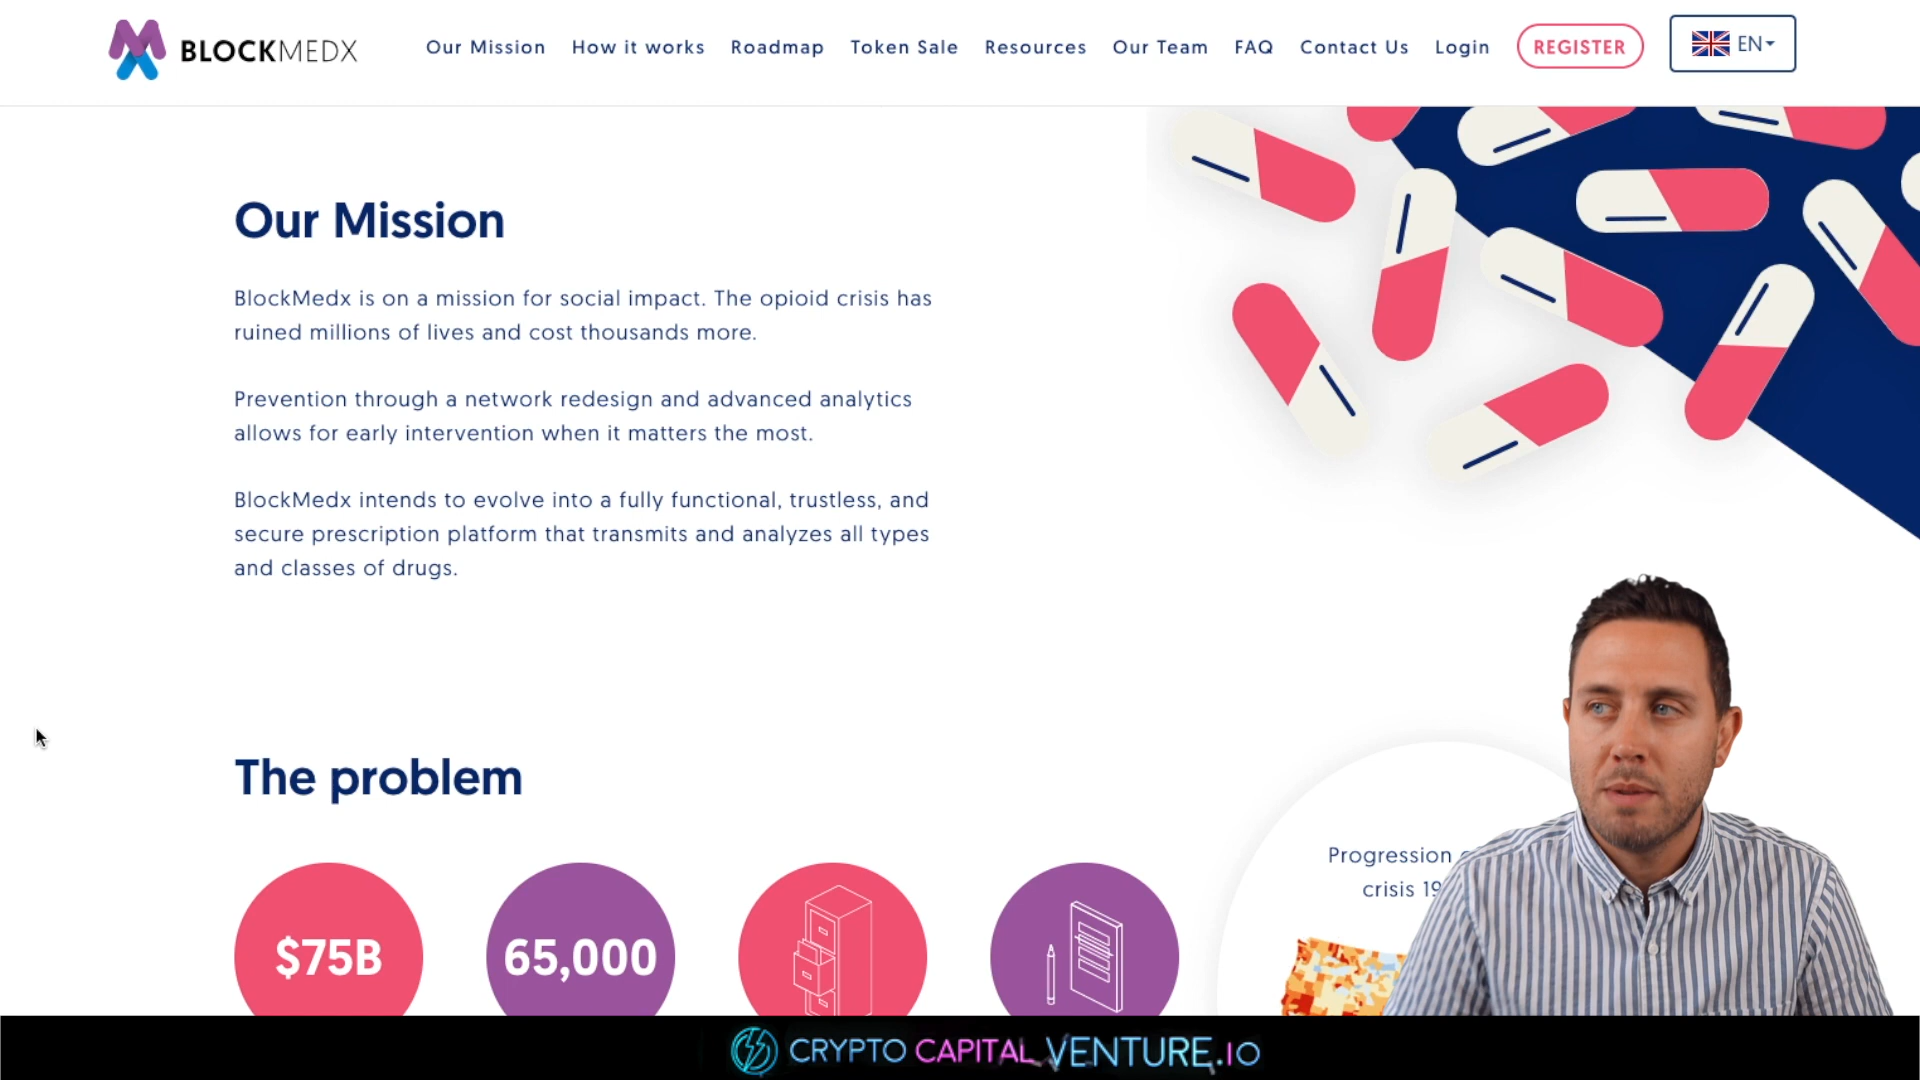 BLOCKMEDX
Our Mission
How it works
Roadmap
Token Sale
Resources
Our Team
FAQ
Contact Us
Login
REGISTER
EN
Our Mission
BlockMedx is on a mission for social impact. The opioid crisis has
ruined millions of lives and cost thousands more.
Prevention through a network redesign and advanced analytics
allows for early intervention when it matters the most.
BlockMedx intends to evolve into a fully functional, trustless, and
secure prescription platform that transmits and analyzes all types
and classes of drugs.
The problem
$75B
65,000
Progression
crisis 19
CRYPTO CAPITAL VENTURE.IO